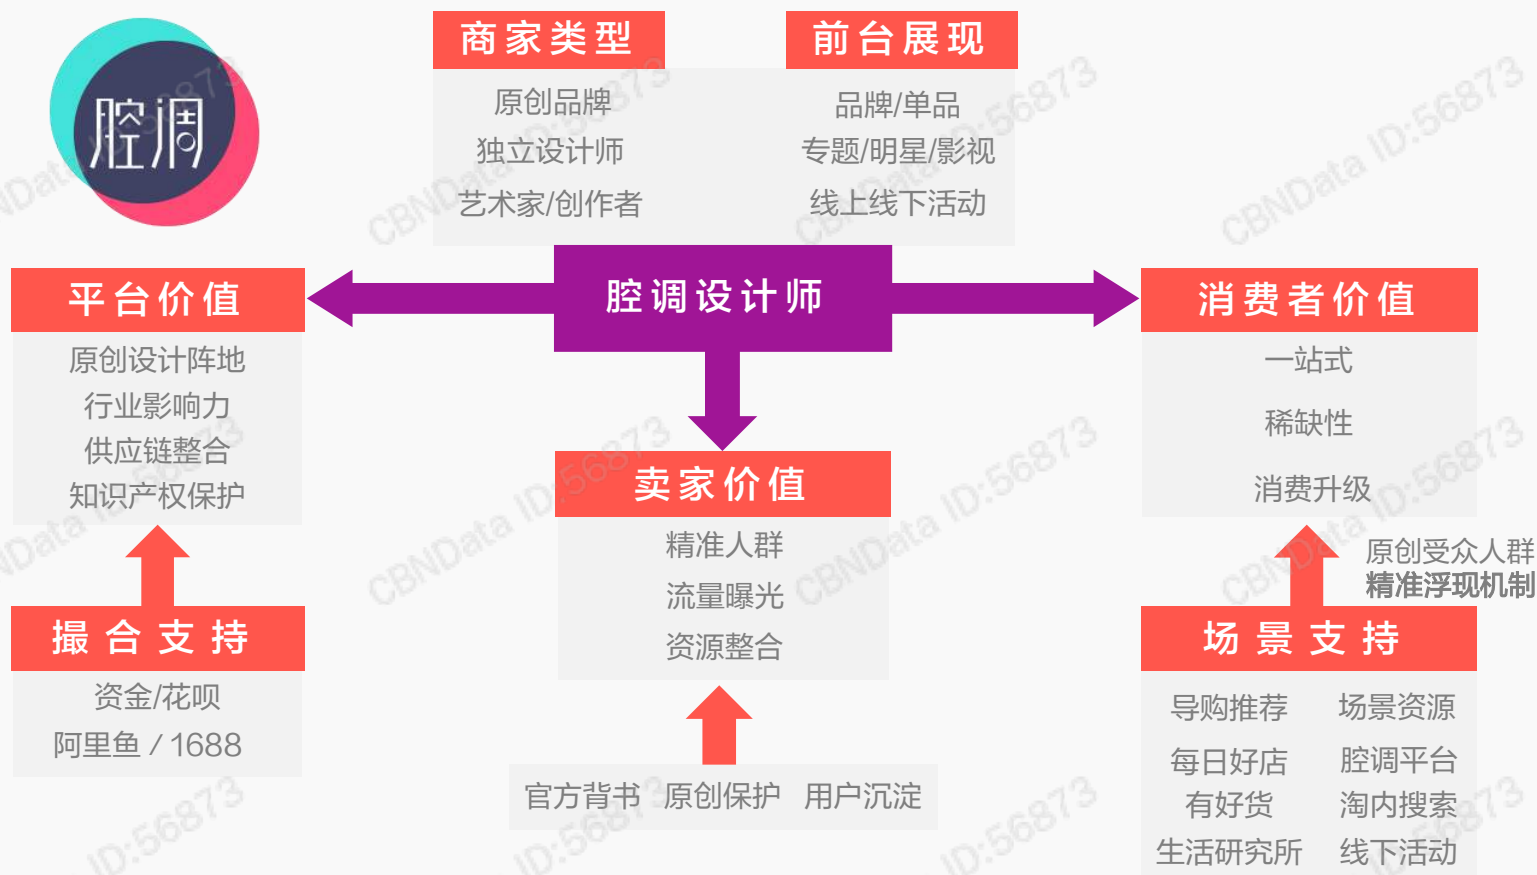 腔调
商家类型
原创品牌
独立设计师
艺术家/创作者
前台展现
品牌/单品
专题/明星/影视
线上线下活动
腔调设计师
平台价值
原创设计阵地
行业影响力
供应链整合
知识产权保护
撮合支持
资金/花呗
阿里鱼 / 1688
卖家价值
精准人群
流量曝光
资源整合
官方背书 原创保护 用户沉淀
消费者价值
一站式
稀缺性
消费升级
原创受众人群
精准浮现机制
场景支持
导购推荐 场景资源
每日好店 腔调平台
有好货 淘内搜索
生活研究所 线下活动
CBNData ID:56873